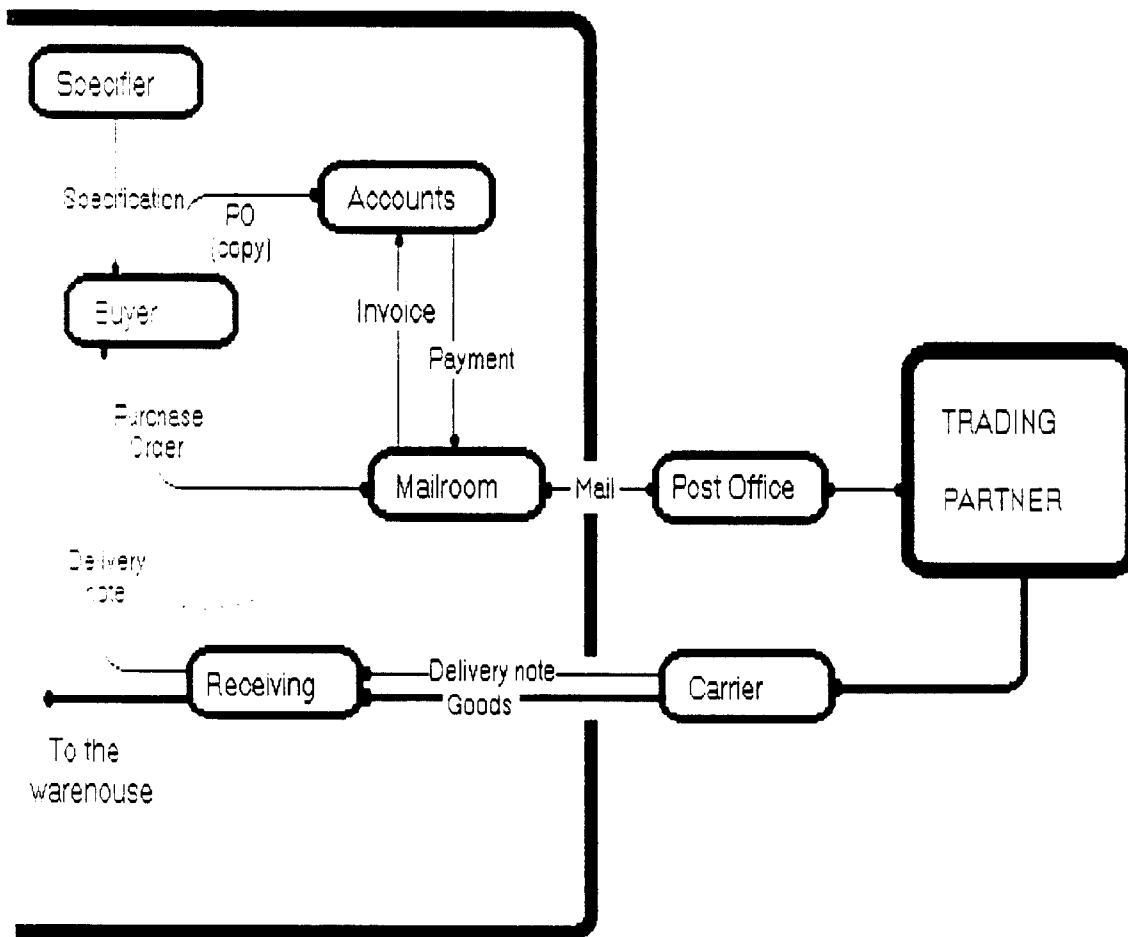 Specifier
Specification
PO
(copy)
Accounts
Buyer
Invoice
Payment
Purchase
Order
Mailroom
Mail
Post Office
TRADING
PARTNER
Delivery
note
Receiving
Delivery note
Goods
Carrier
To the
warenouse